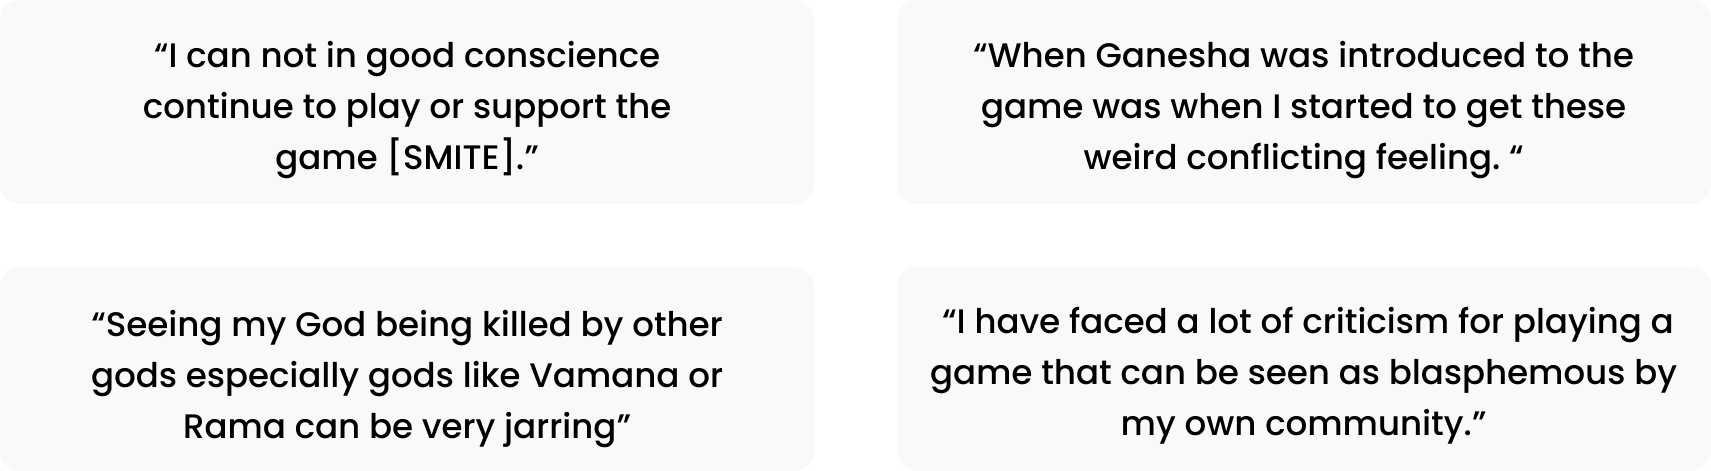 “I can not in good conscience
continue to play or support the
game [SMITE].”
“When Ganesha was introduced to the
game was when I started to get these
weird conflicting feeling. “
“Seeing my God being killed by other
gods especially gods like Vamana or
Rama can be very jarring”
“I have faced a lot of criticism for playing a
game that can be seen as blasphemous by
my own community.”